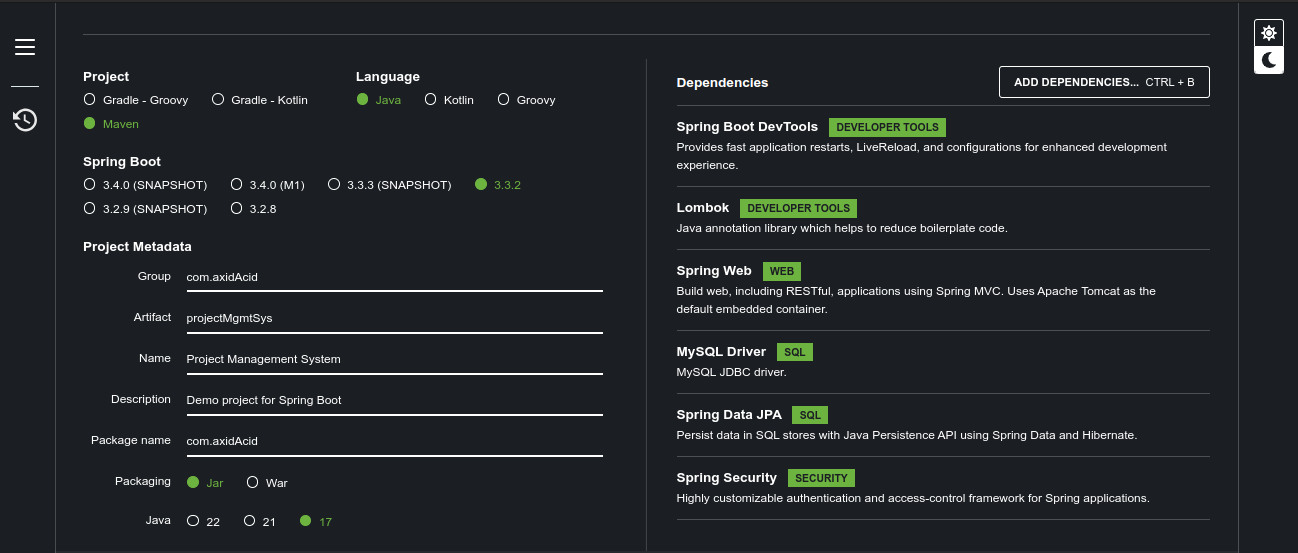 Project
Language
Gradle - Groovy
Gradle - Kotlin
Java
Kotlin
Groovy
Maven
Spring Boot
3.4.0 (SNAPSHOT)
3.4.0 (M1)
3.3.3 (SNAPSHOT)
3.3.2
3.2.9 (SNAPSHOT)
3.2.8
Project Metadata
Group com.axidAcid
Artifact projectMgmtSys
Name Project Management System
Description Demo project for Spring Boot
Package name com.axidAcid
Packaging Jar War
Java 22 21 17
Dependencies
ADD DEPENDENCIES... CTRL + B
Spring Boot DevTools DEVELOPER TOOLS
Provides fast application restarts, LiveReload, and configurations for enhanced development
experience.
Lombok DEVELOPER TOOLS
Java annotation library which helps to reduce boilerplate code.
Spring Web WEB
Build web, including RESTful, applications using Spring MVC. Uses Apache Tomcat as the
default embedded container.
MySQL Driver SQL
MySQL JDBC driver.
Spring Data JPA SQL
Persist data in SQL stores with Java Persistence API using Spring Data and Hibernate.
Spring Security SECURITY
Highly customizable authentication and access-control framework for Spring applications.